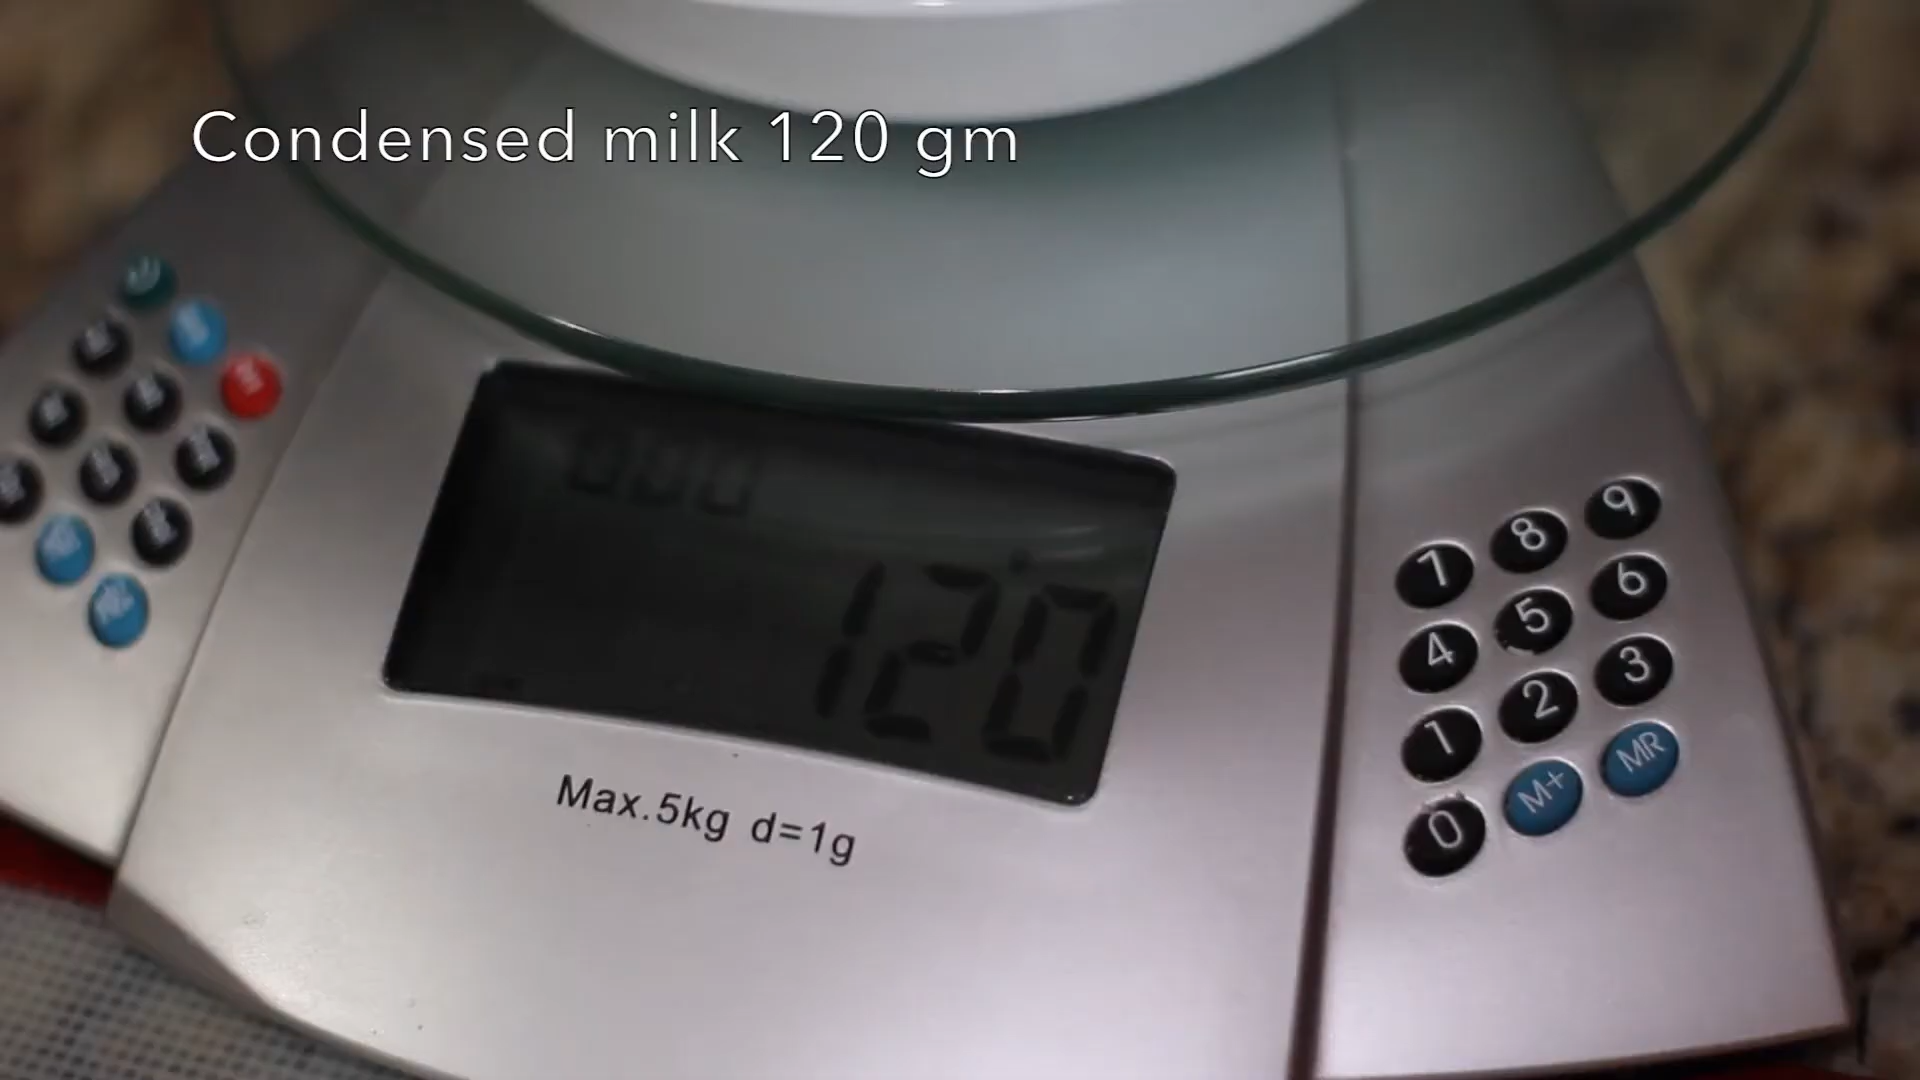 Condensed milk 120 gm
000
120
Max.5kg d=1g
7 8 9
4 5 6
1 2 3
0 M+ MR